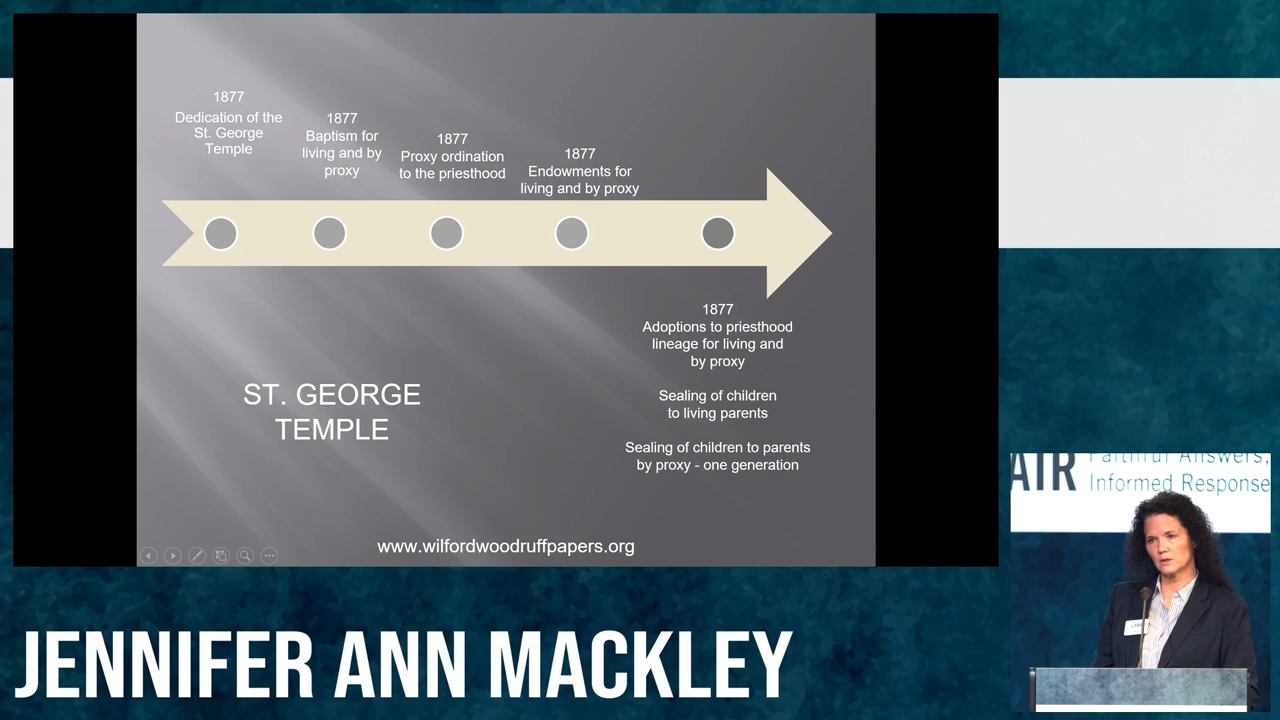 1877
Dedication of the
St. George
Temple
1877
Baptism for
living and by
proxy
1877
Proxy ordination
to the priesthood
1877
Endowments for
living and by proxy
1877
Adoptions to priesthood
lineage for living and
by proxy
Sealing of children
to living parents
Sealing of children to parents
by proxy - one generation
ST. GEORGE
TEMPLE
www.wilfordwoodruffpapers.org
AIR
Faithful Answers,
Informed Response
JENNIFER ANN MACKLEY